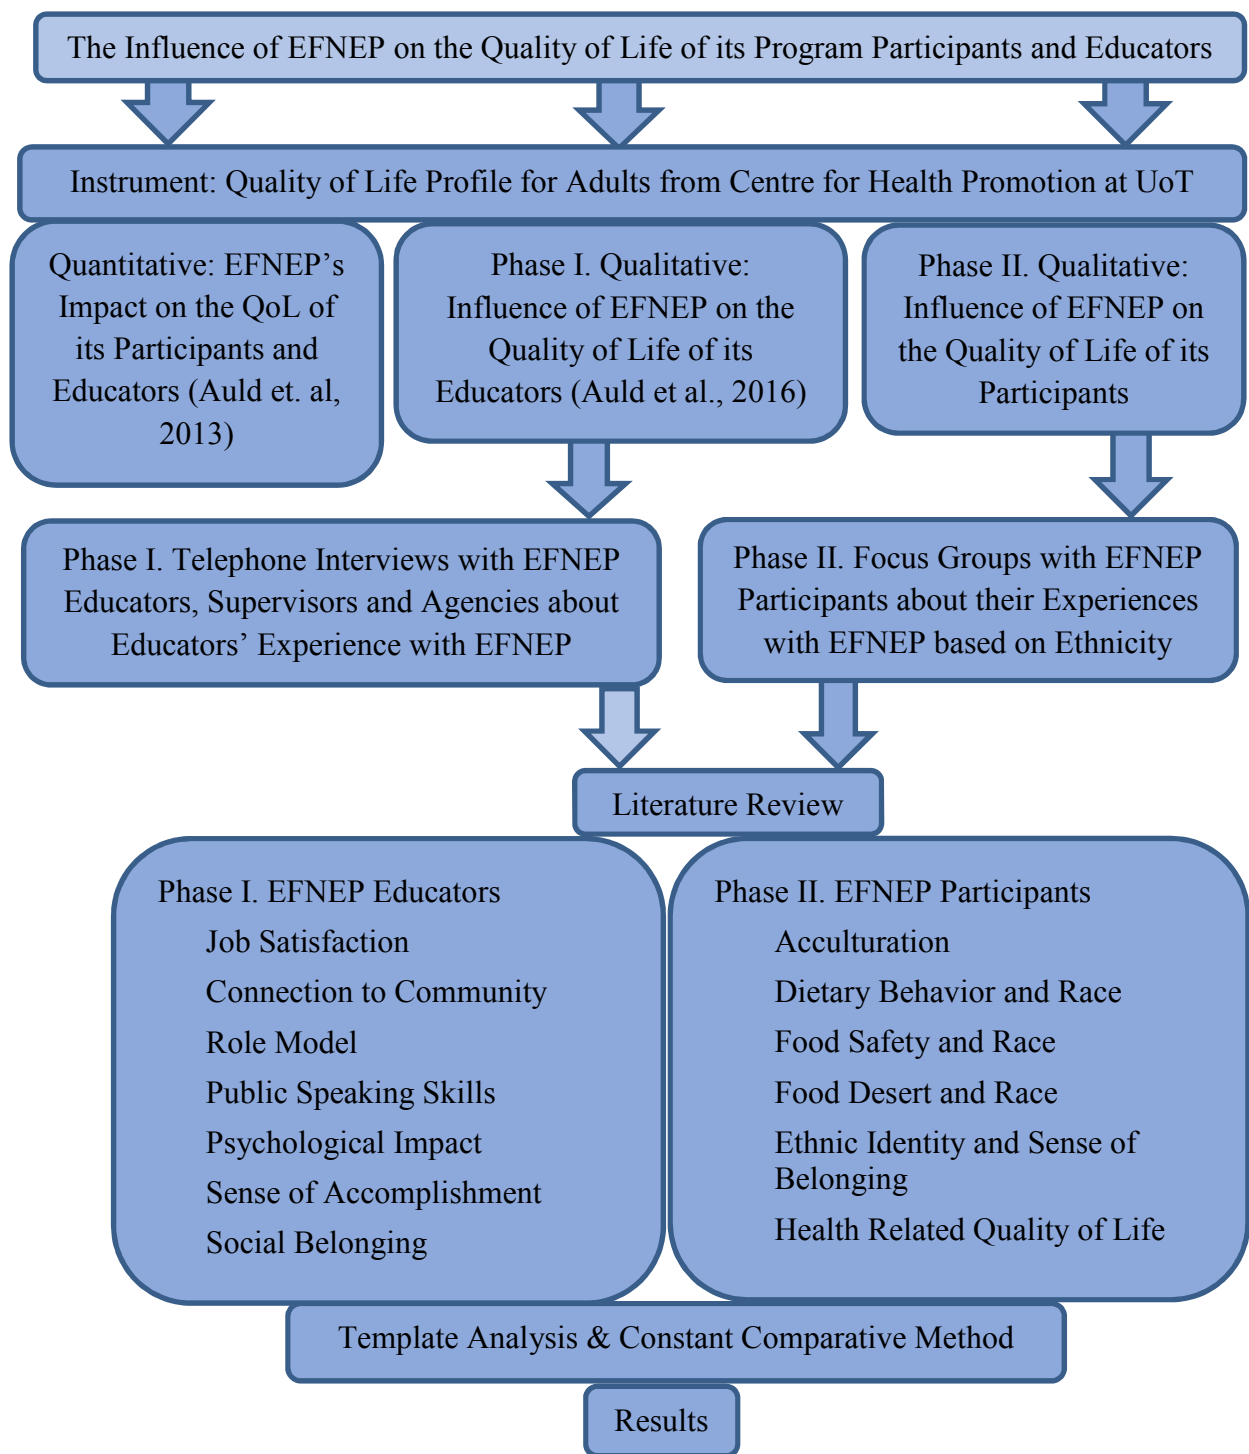 The Influence of EFNEP on the Quality of Life of its Program Participants and Educators
Instrument: Quality of Life Profile for Adults from Centre for Health Promotion at UoT
Quantitative: EFNEP’s
Impact on the QoL of
its Participants and
Educators (Auld et. al,
2013)
Phase I. Qualitative:
Influence of EFNEP on the
Quality of Life of its
Educators (Auld et al., 2016)
Phase II. Qualitative:
Influence of EFNEP on
the Quality of Life of its
Participants
Phase I. Telephone Interviews with EFNEP
Educators, Supervisors and Agencies about
Educators’ Experience with EFNEP
Phase II. Focus Groups with EFNEP
Participants about their Experiences
with EFNEP based on Ethnicity
Literature Review
Phase I. EFNEP Educators
Job Satisfaction
Connection to Community
Role Model
Public Speaking Skills
Psychological Impact
Sense of Accomplishment
Social Belonging
Phase II. EFNEP Participants
Acculturation
Dietary Behavior and Race
Food Safety and Race
Food Desert and Race
Ethnic Identity and Sense of
Belonging
Health Related Quality of Life
Template Analysis & Constant Comparative Method
Results